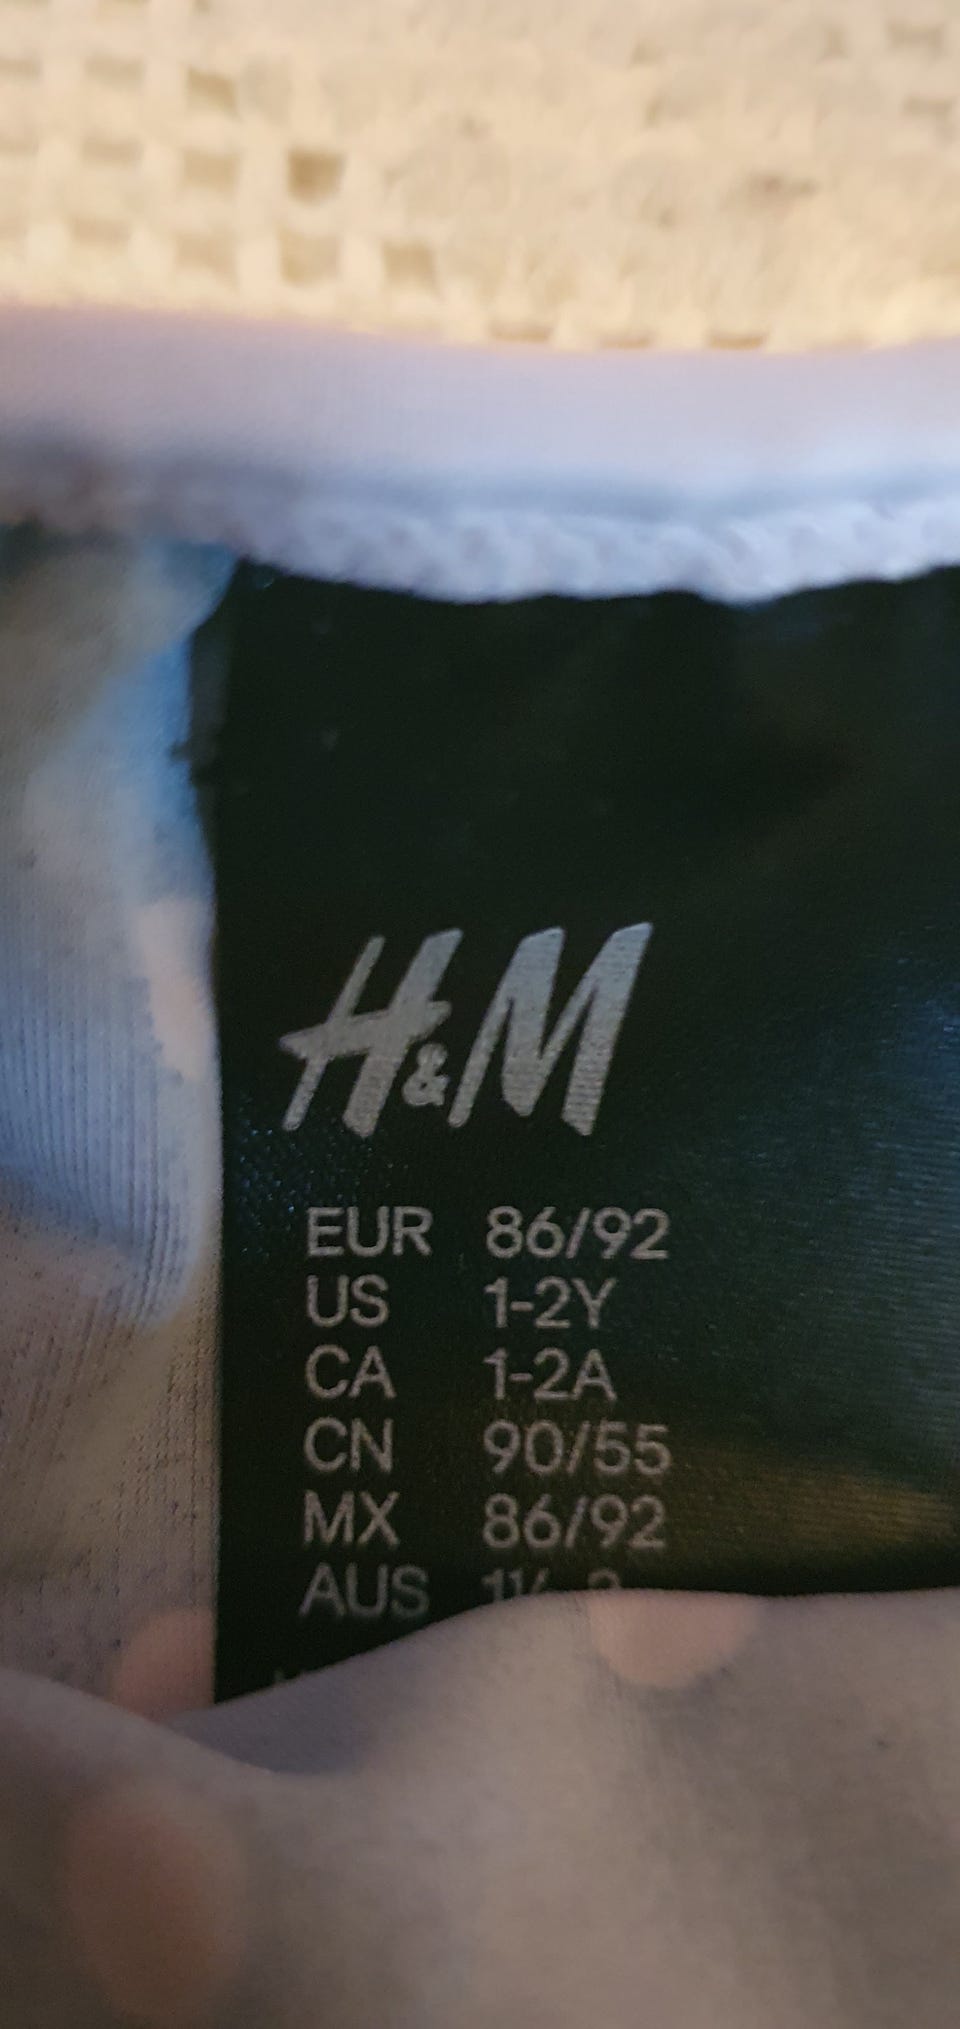 H&M
EUR 86/92
US 1-2Y
CA 1-2A
CN 90/55
MX 86/92
AUS